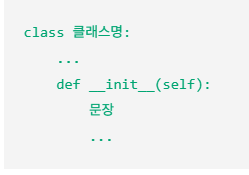 class 클래스명:
    ...
    def __init__(self):
        문장
        ...